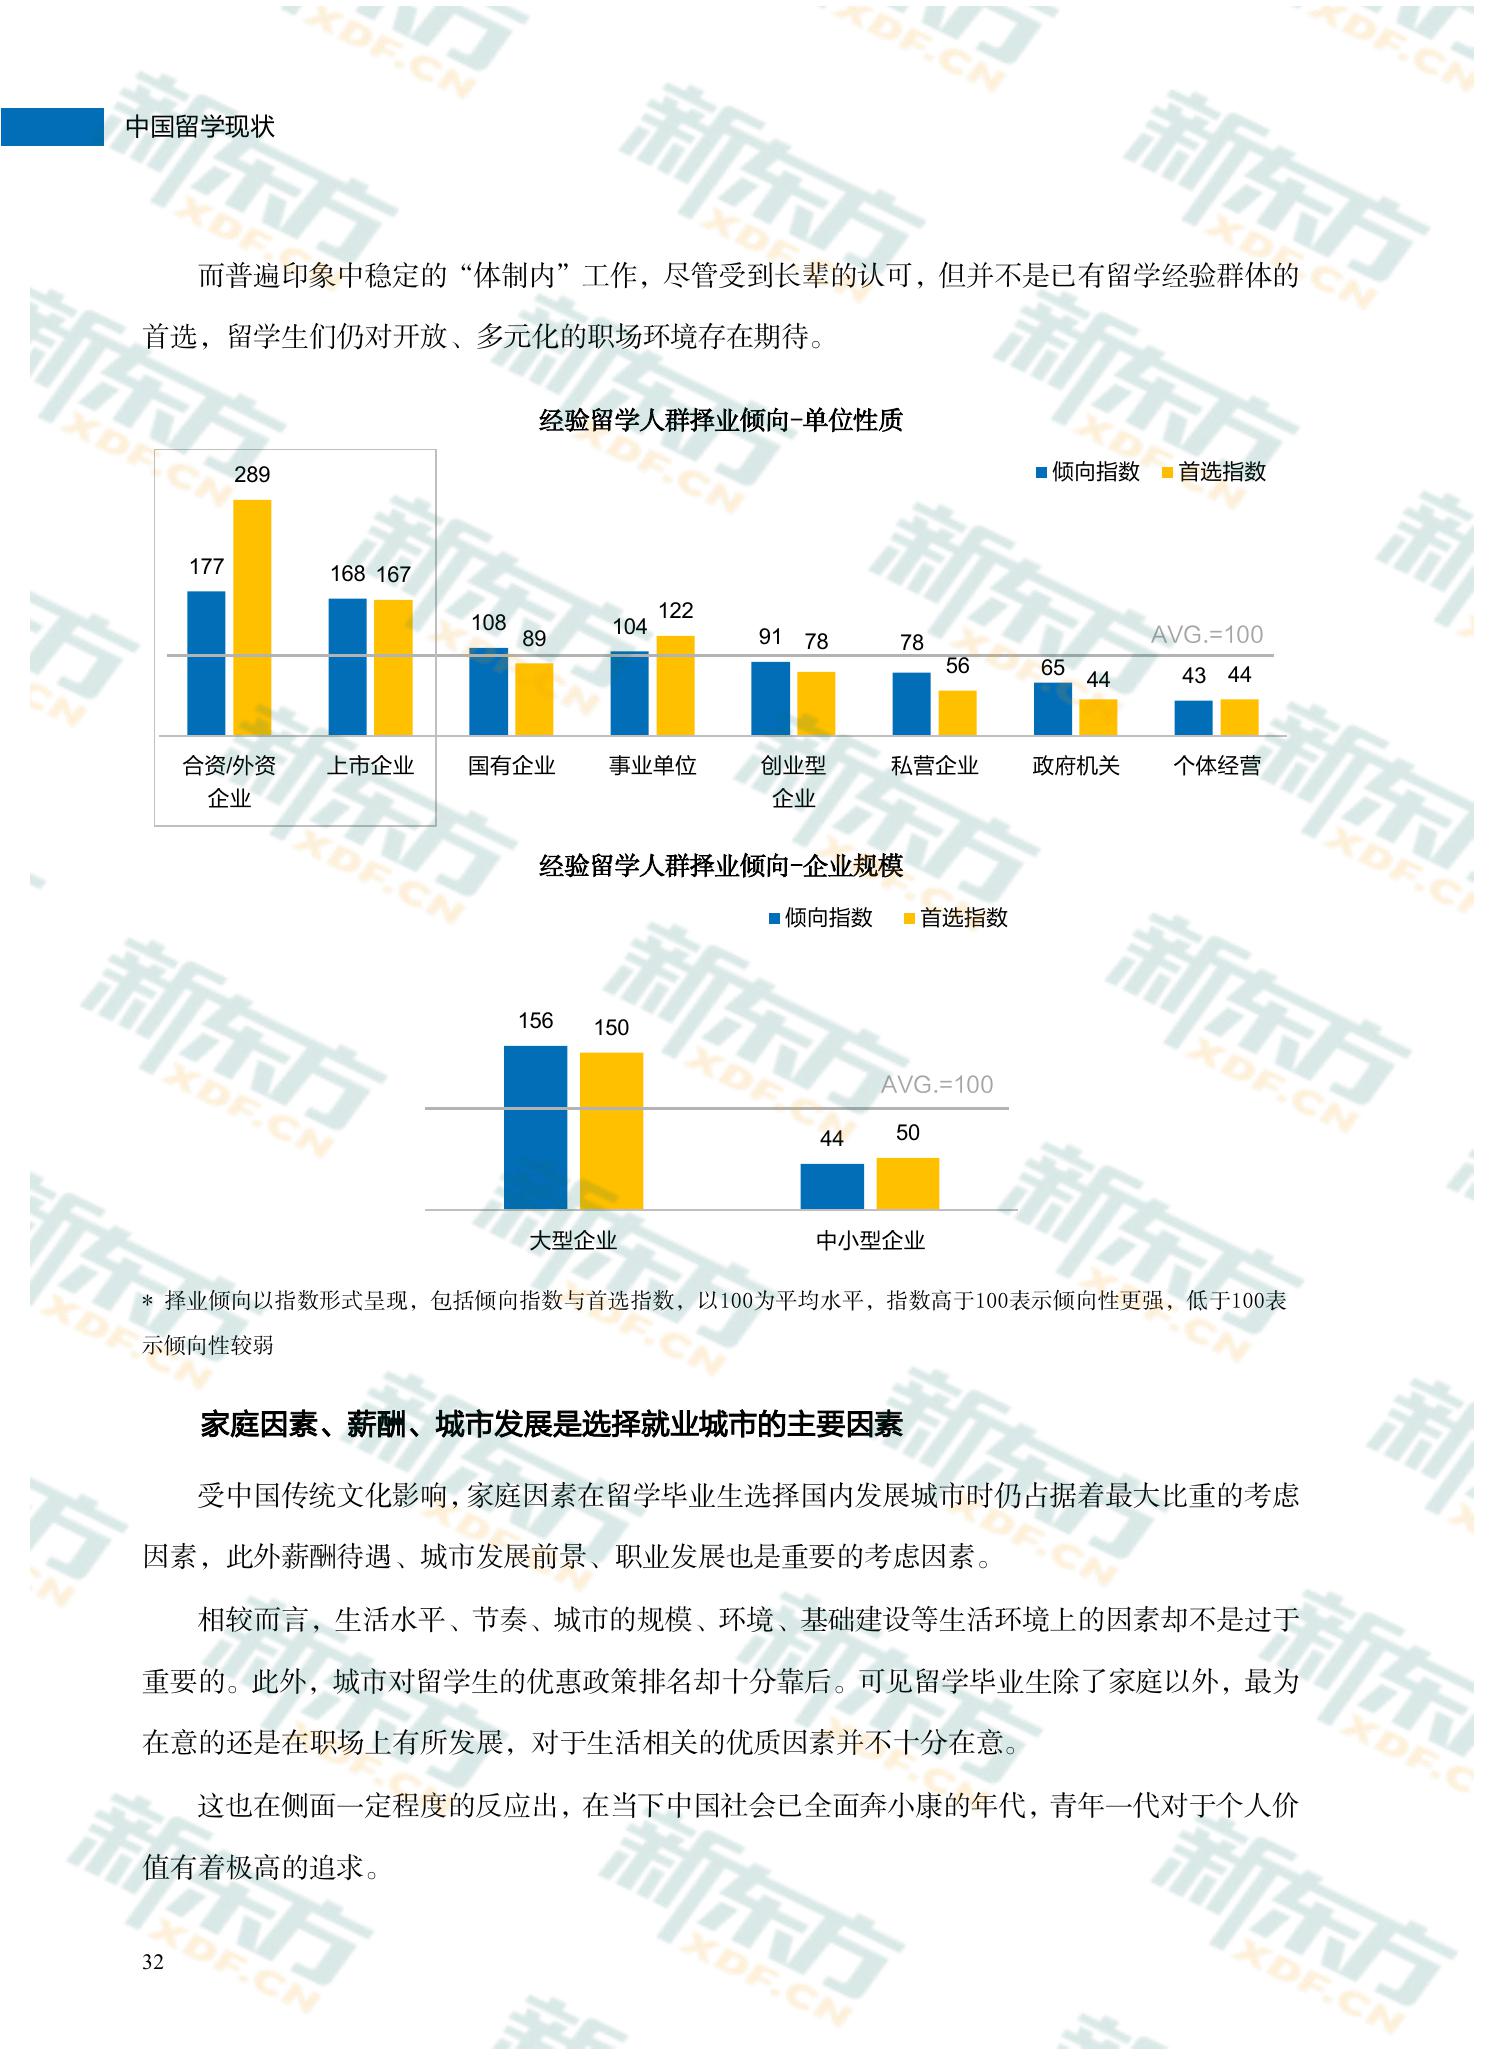 中国留学现状
而普遍印象中稳定的“体制内”工作，尽管受到长辈的认可，但并不是已有留学经验群体的
首选，留学生们仍对开放、多元化的职场环境存在期待。
经验留学人群择业倾向-单位性质
倾向指数 首选指数
177 289 168 167 108 89 104 122 91 78 78 56 65 44 43 44
AVG.=100
合资/外资 上市企业 国有企业 事业单位 创业型 私营企业 政府机关 个体经营
企业 企业
经验留学人群择业倾向-企业规模
倾向指数 首选指数
156 150 44 50
AVG.=100
大型企业 中小型企业
* 择业倾向以指数形式呈现，包括倾向指数与首选指数，以100为平均水平，指数高于100表示倾向性更强，低于100表
示倾向性较弱
家庭因素、薪酬、城市发展是选择就业城市的主要因素
受中国传统文化影响，家庭因素在留学毕业生选择国内发展城市时仍占据着最大比重的考虑
因素，此外薪酬待遇、城市发展前景、职业发展也是重要的考虑因素。
相较而言，生活水平、节奏、城市的规模、环境、基础建设等生活环境上的因素却不是过于
重要的。此外，城市对留学生的优惠政策排名却十分靠后。可见留学毕业生除了家庭以外，最为
在意的还是在职场上有所发展，对于生活相关的优质因素并不十分在意。
这也在侧面一定程度的反应出，在当下中国社会已全面奔小康的年代，青年一代对于个人价
值有着极高的追求。
32
新东方
XDF.CN